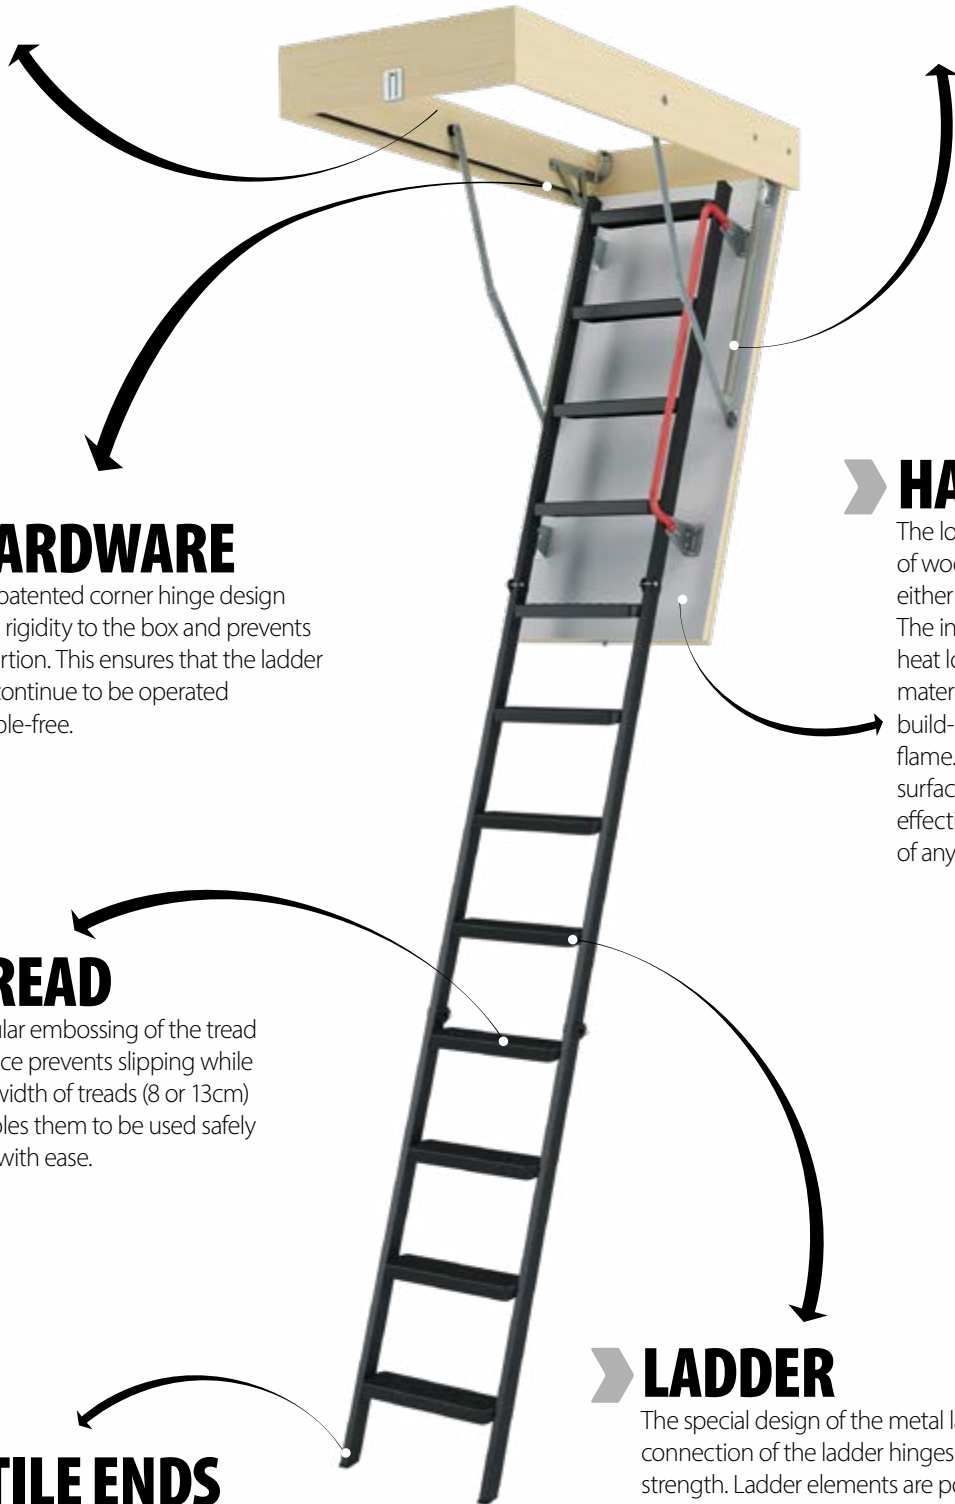 ARDWARE
patented corner hinge design
rigidity to the box and prevents
rtion. This ensures that the ladder
continue to be operated
ble-free.
HA
The lo
of woo
either
The in
heat lo
mater
build-
flame.
surfac
effecti
of any
READ
ular embossing of the tread
ce prevents slipping while
width of treads (8 or 13cm)
bles them to be used safely
with ease.
LADDER
The special design of the metal la
connection of the ladder hinges
strength. Ladder elements are po
TILE ENDS